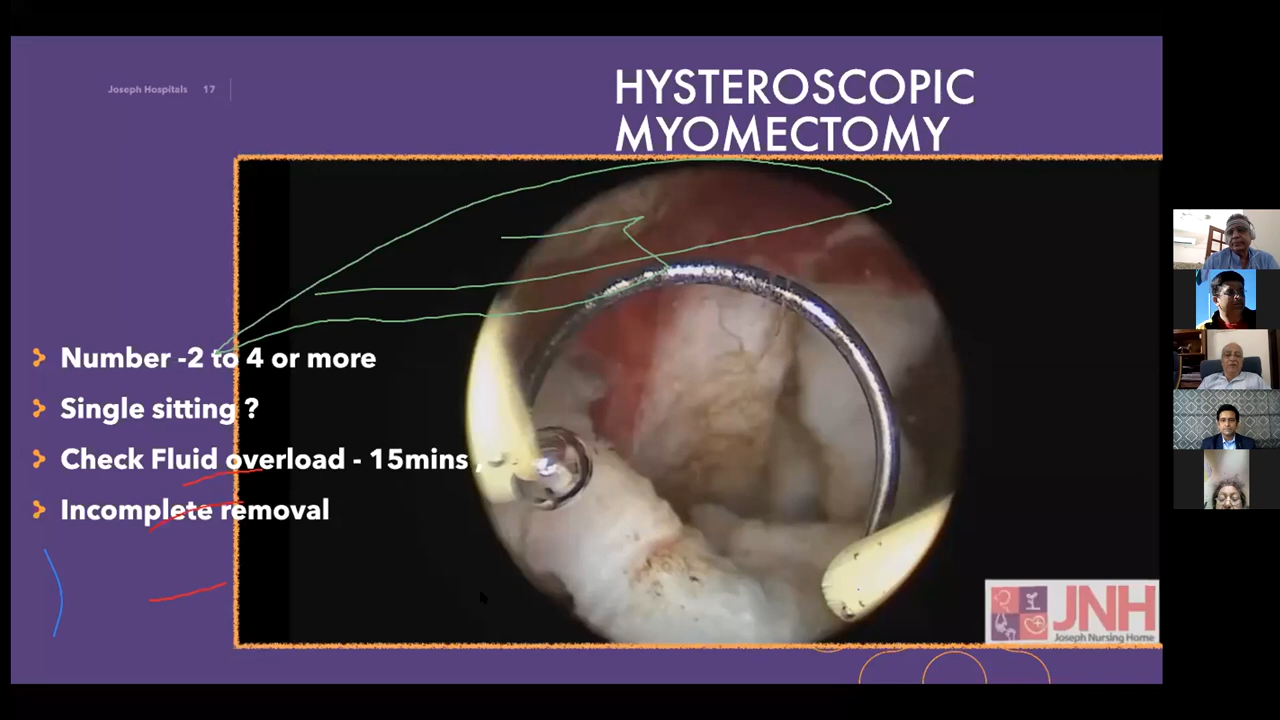 Joseph Hospitals 17
HYSTEROSCOPIC
MYOMECTOMY
Number -2 to 4 or more
Single sitting ?
Check Fluid overload - 15mins ,
Incomplete removal
JNH
Joseph Nursing Home